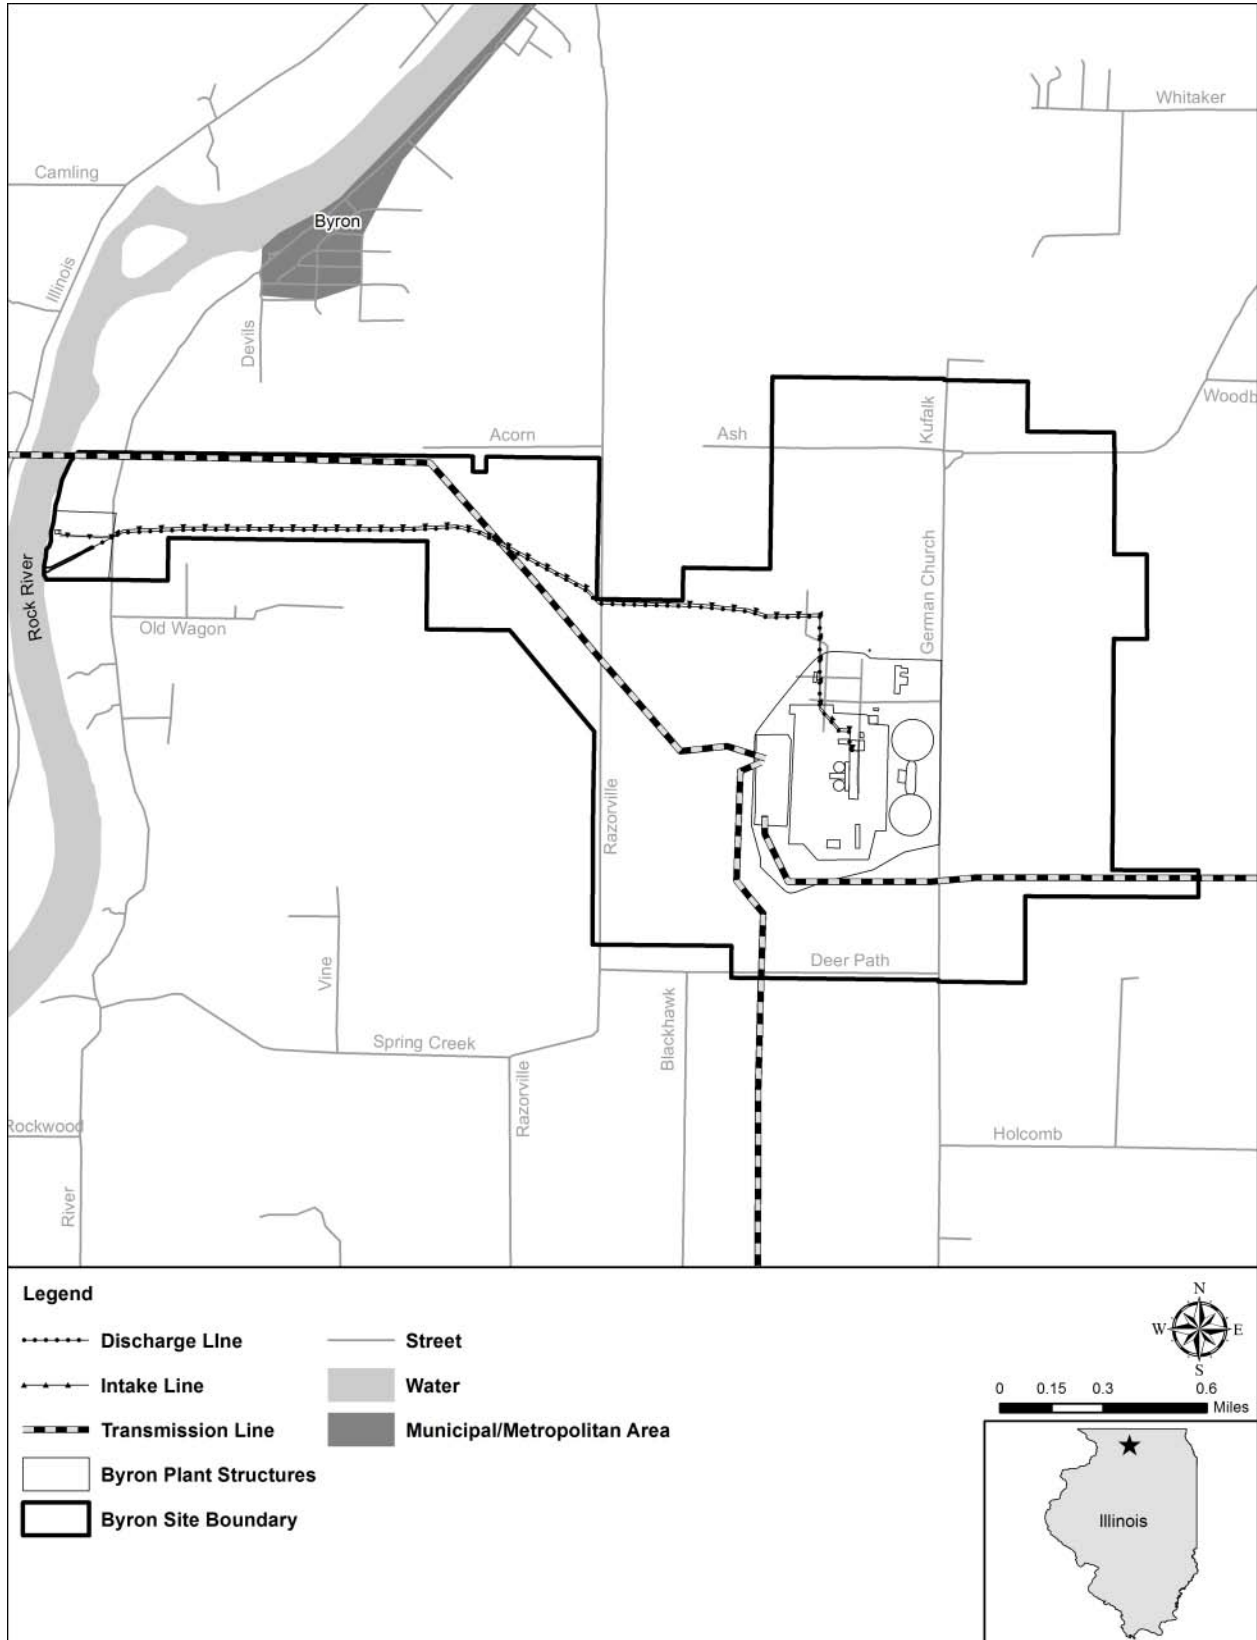 Whitaker
Camling
Byron
Illinois
Devils
Kufalk
Woodb
Acorn
Ash
German Church
Rock River
Old Wagon
Razorville
Deer Path
Vine
Blackhawk
Spring Creek
Razorville
Rockwood
Holcomb
River
Legend
Discharge LIne
Street
Intake Line
Water
Transmission Line
Municipal/Metropolitan Area
Byron Plant Structures
Byron Site Boundary
N
W E
S
0 0.15 0.3 0.6
Miles
Illinois